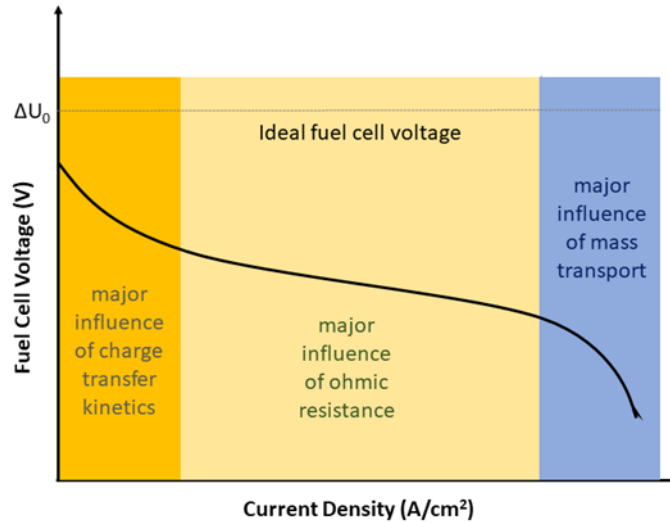 ΔU₀
Ideal fuel cell voltage
major
influence
of mass
transport
major
influence
of charge
transfer
kinetics
major
influence
of ohmic
resistance
Fuel Cell Voltage (V)
Current Density (A/cm²)